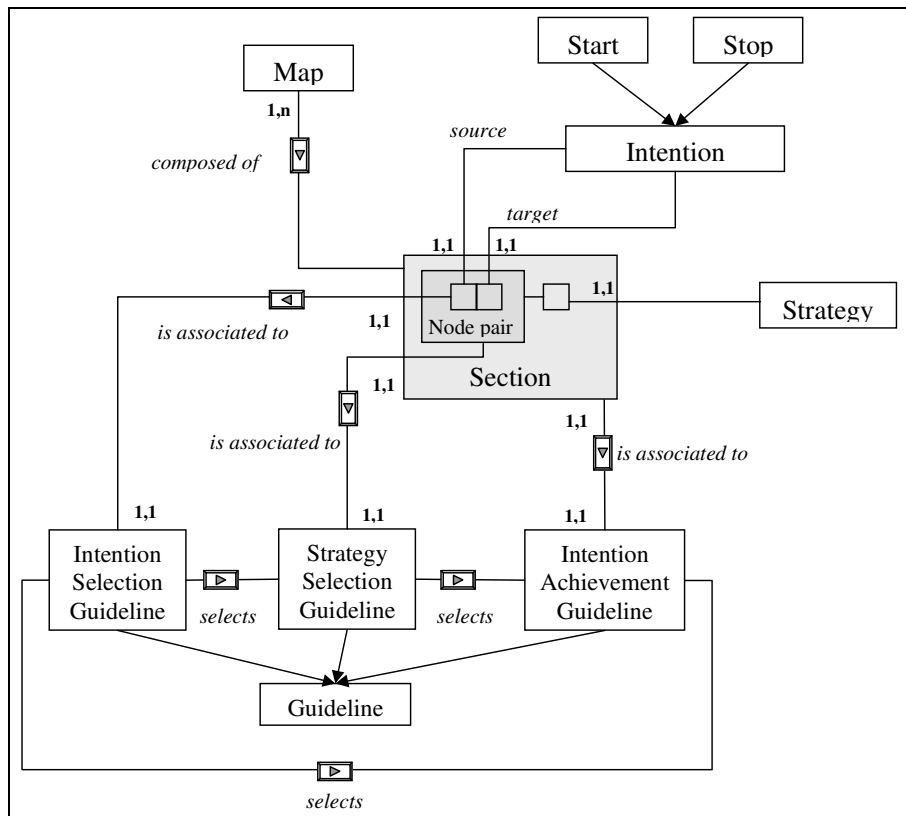 Start
Stop
Map
1,n
source
Intention
composed of
target
1,1
1,1
1,1
Strategy
is associated to
1,1
Node pair
Section
1,1
1,1
is associated to
is associated to
1,1
1,1
1,1
Intention
Selection
Guideline
selects
Strategy
Selection
Guideline
selects
Intention
Achievement
Guideline
Guideline
selects